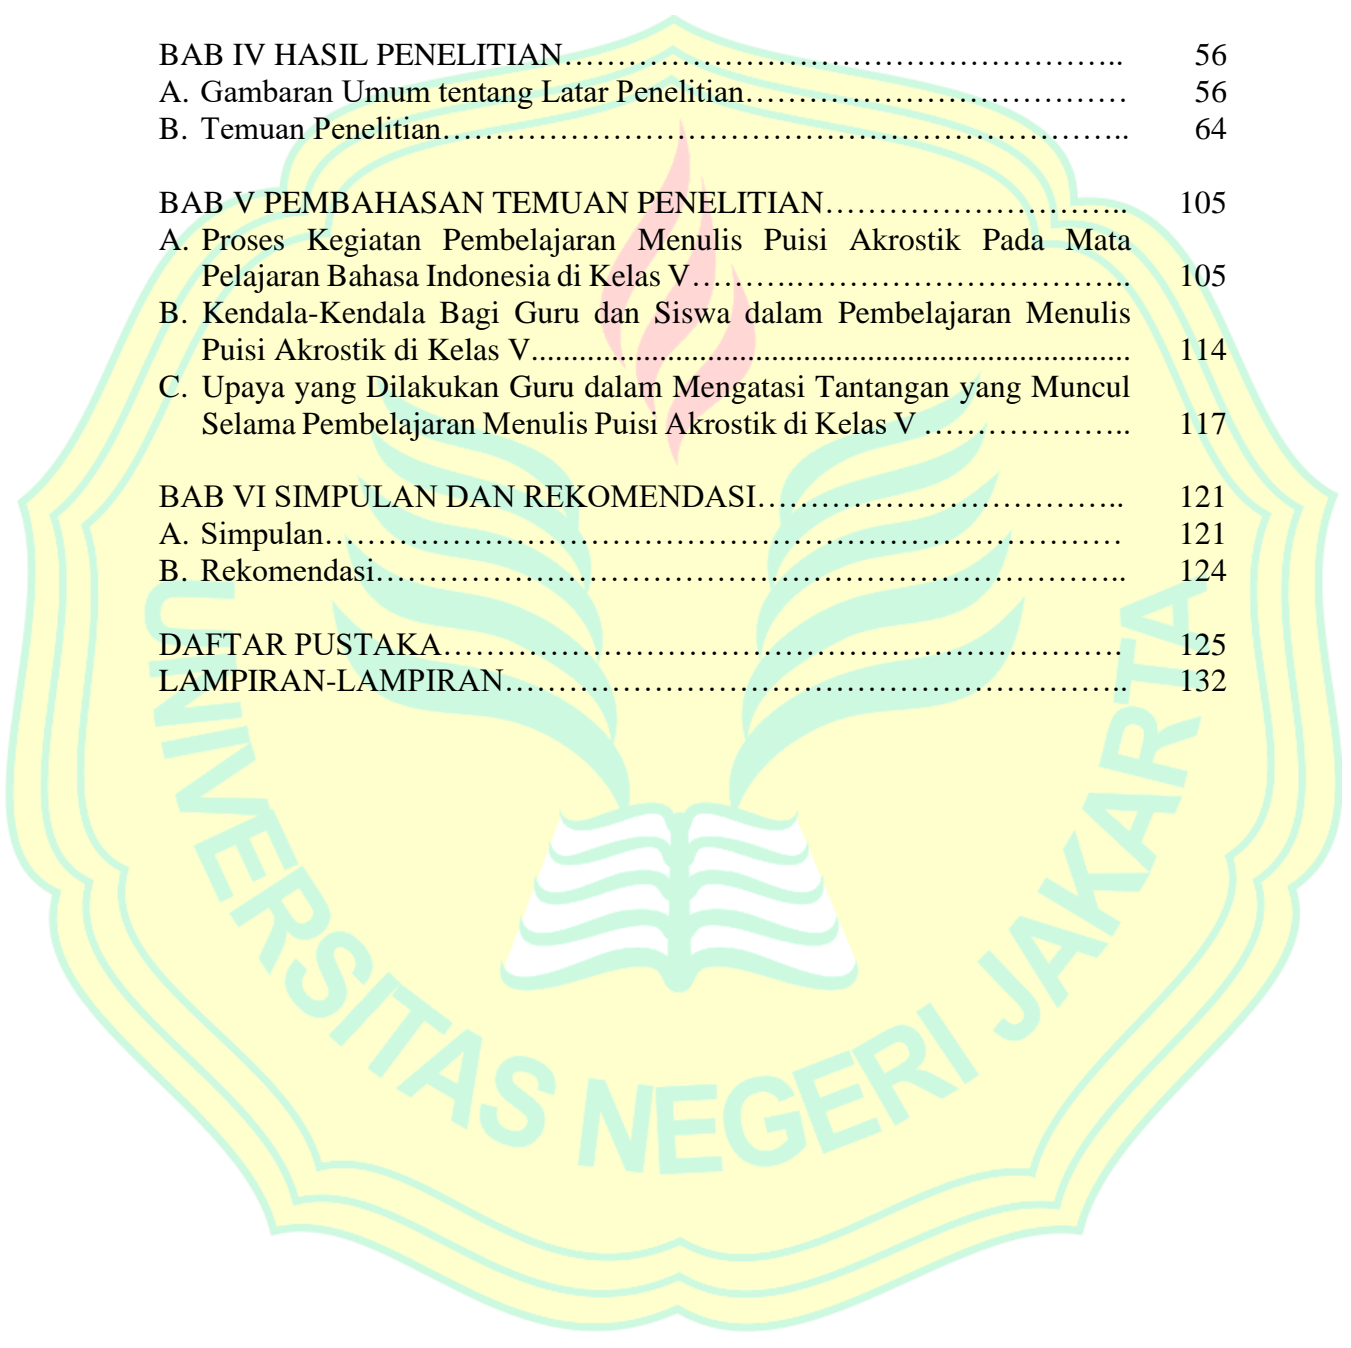 BAB IV HASIL PENELITIAN…………………………………………….. 56
A. Gambaran Umum tentang Latar Penelitian……………………………… 56
B. Temuan Penelitian……………………………………………………….. 64
BAB V PEMBAHASAN TEMUAN PENELITIAN……………………….. 105
A. Proses Kegiatan Pembelajaran Menulis Puisi Akrostik Pada Mata
Pelajaran Bahasa Indonesia di Kelas V……….………………………….. 105
B. Kendala-Kendala Bagi Guru dan Siswa dalam Pembelajaran Menulis
Puisi Akrostik di Kelas V............................................................................ 114
C. Upaya yang Dilakukan Guru dalam Mengatasi Tantangan yang Muncul
Selama Pembelajaran Menulis Puisi Akrostik di Kelas V ……………….. 117
BAB VI SIMPULAN DAN REKOMENDASI…………………………….. 121
A. Simpulan………………………………………………………………… 121
B. Rekomendasi…………………………………………………………….. 124
DAFTAR PUSTAKA………………………………………………………. 125
LAMPIRAN-LAMPIRAN………………………………………………….. 132
UNIVERSITAS NEGERI JAKARTA